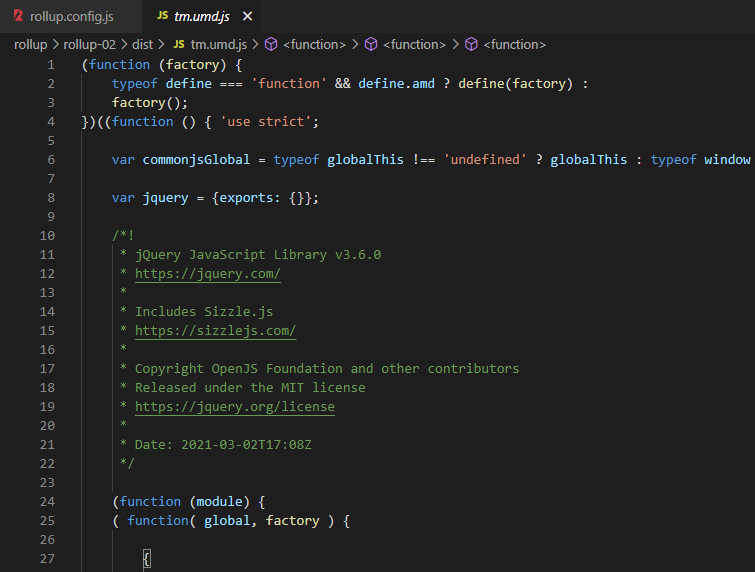 rollup.config.js JS tm.umd.js ×
rollup > rollup-02 > dist > JS tm.umd.js > <function> > <function> > <function>
1 (function (factory) {
2 typeof define === 'function' && define.amd ? define(factory) :
3 factory();
4 })((function () { 'use strict';
5
6 var commonjsGlobal = typeof globalThis !== 'undefined' ? globalThis : typeof window
7
8 var jquery = {exports: {}};
9
10 /*!
11 * jQuery JavaScript Library v3.6.0
12 * https://jquery.com/
13 *
14 * Includes Sizzle.js
15 * https://sizzlejs.com/
16 *
17 * Copyright OpenJS Foundation and other contributors
18 * Released under the MIT license
19 * https://jquery.org/license
20 *
21 * Date: 2021-03-02T17:08Z
22 */
23
24 (function (module) {
25 ( function( global, factory ) {
26
27 {